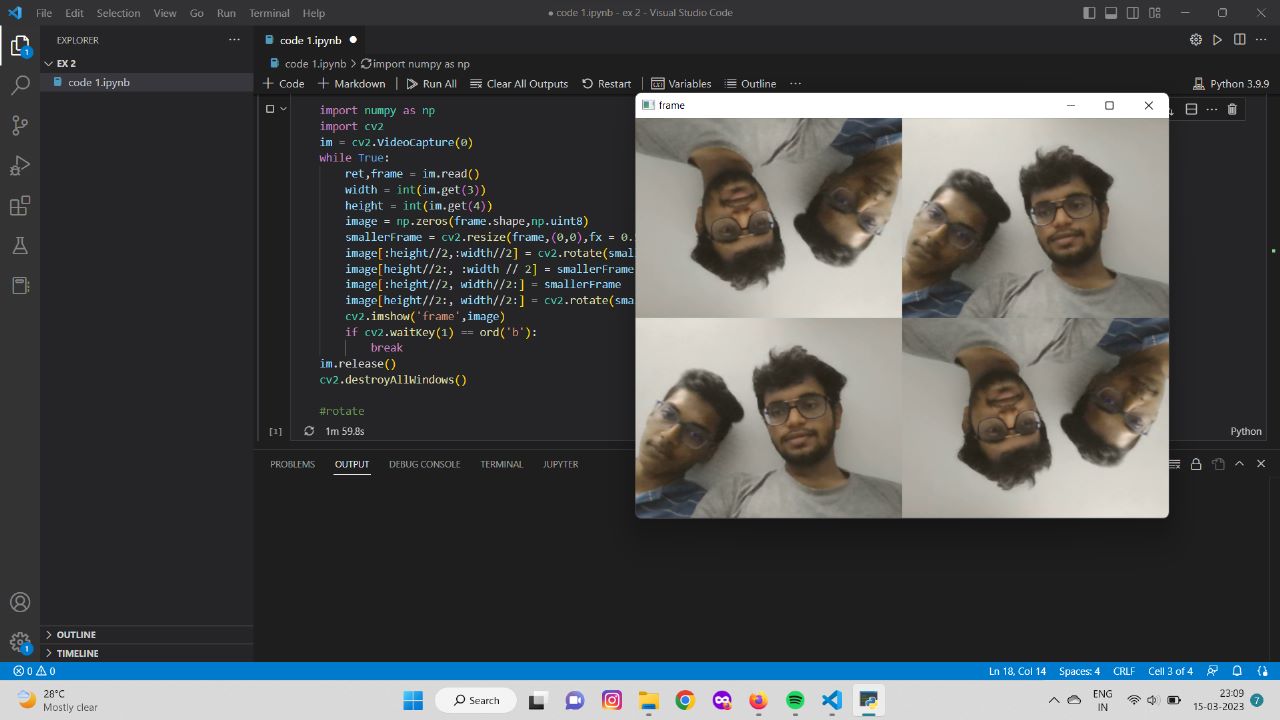 File Edit Selection View Go Run Terminal Help
● code 1.ipynb - ex 2 - Visual Studio Code
EXPLORER
EX 2
code 1.ipynb
code 1.ipynb
code 1.ipynb > import numpy as np
+ Code + Markdown Run All Clear All Outputs Restart Variables Outline ...
Python 3.9.9
import numpy as np
import cv2
im = cv2.VideoCapture(0)
while True:
ret,frame = im.read()
width = int(im.get(3))
height = int(im.get(4))
image = np.zeros(frame.shape,np.uint8)
smallerFrame = cv2.resize(frame,(0,0),fx = 0.
image[:height//2,:width//2] = cv2.rotate(smal
image[height//2:, :width // 2] = smallerFrame
image[:height//2, width//2:] = smallerFrame
image[height//2:, width//2:] = cv2.rotate(sma
cv2.imshow('frame',image)
if cv2.waitKey(1) == ord('b'):
break
im.release()
cv2.destroyAllWindows()
#rotate
[1] 1m 59.8s
Python
frame
PROBLEMS OUTPUT DEBUG CONSOLE TERMINAL JUPYTER
OUTLINE
TIMELINE
0 0
Ln 18, Col 14 Spaces: 4 CRLF Cell 3 of 4
28°C
Mostly clear
Search
ENG
IN
23:09
15-03-2023
7